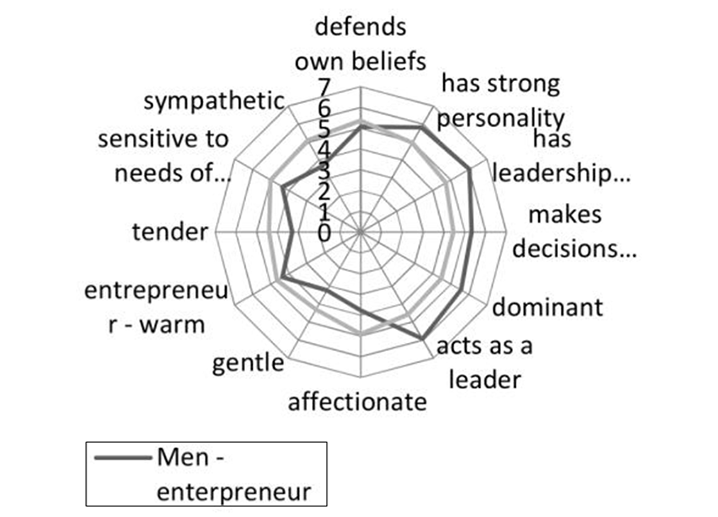 defends
own beliefs
has strong
personality
has
leadership...
makes
decisions...
dominant
acts as a
leader
affectionate
gentle
entrepreneu
r - warm
tender
sensitive to
needs of...
sympathetic
7
6
5
4
3
2
1
0
Men -
enterpreneur